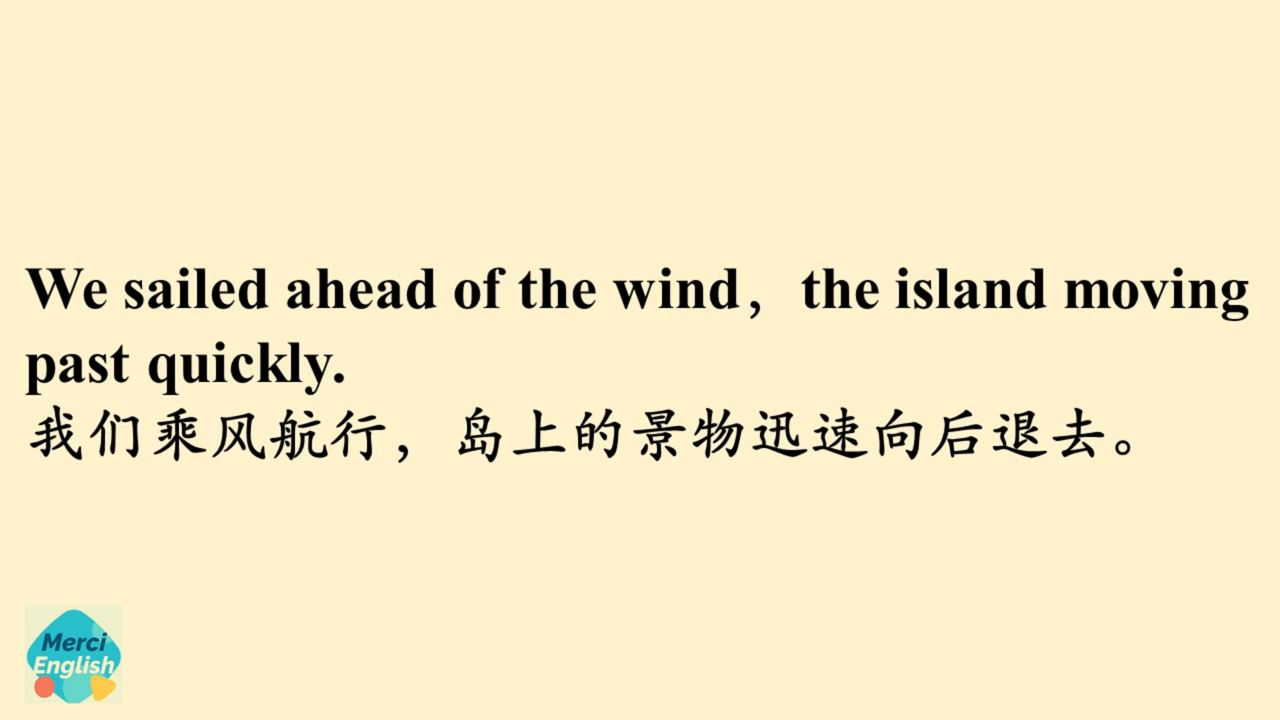 We sailed ahead of the wind，the island moving
past quickly.
我们乘风航行，岛上的景物迅速向后退去。
Merci
English